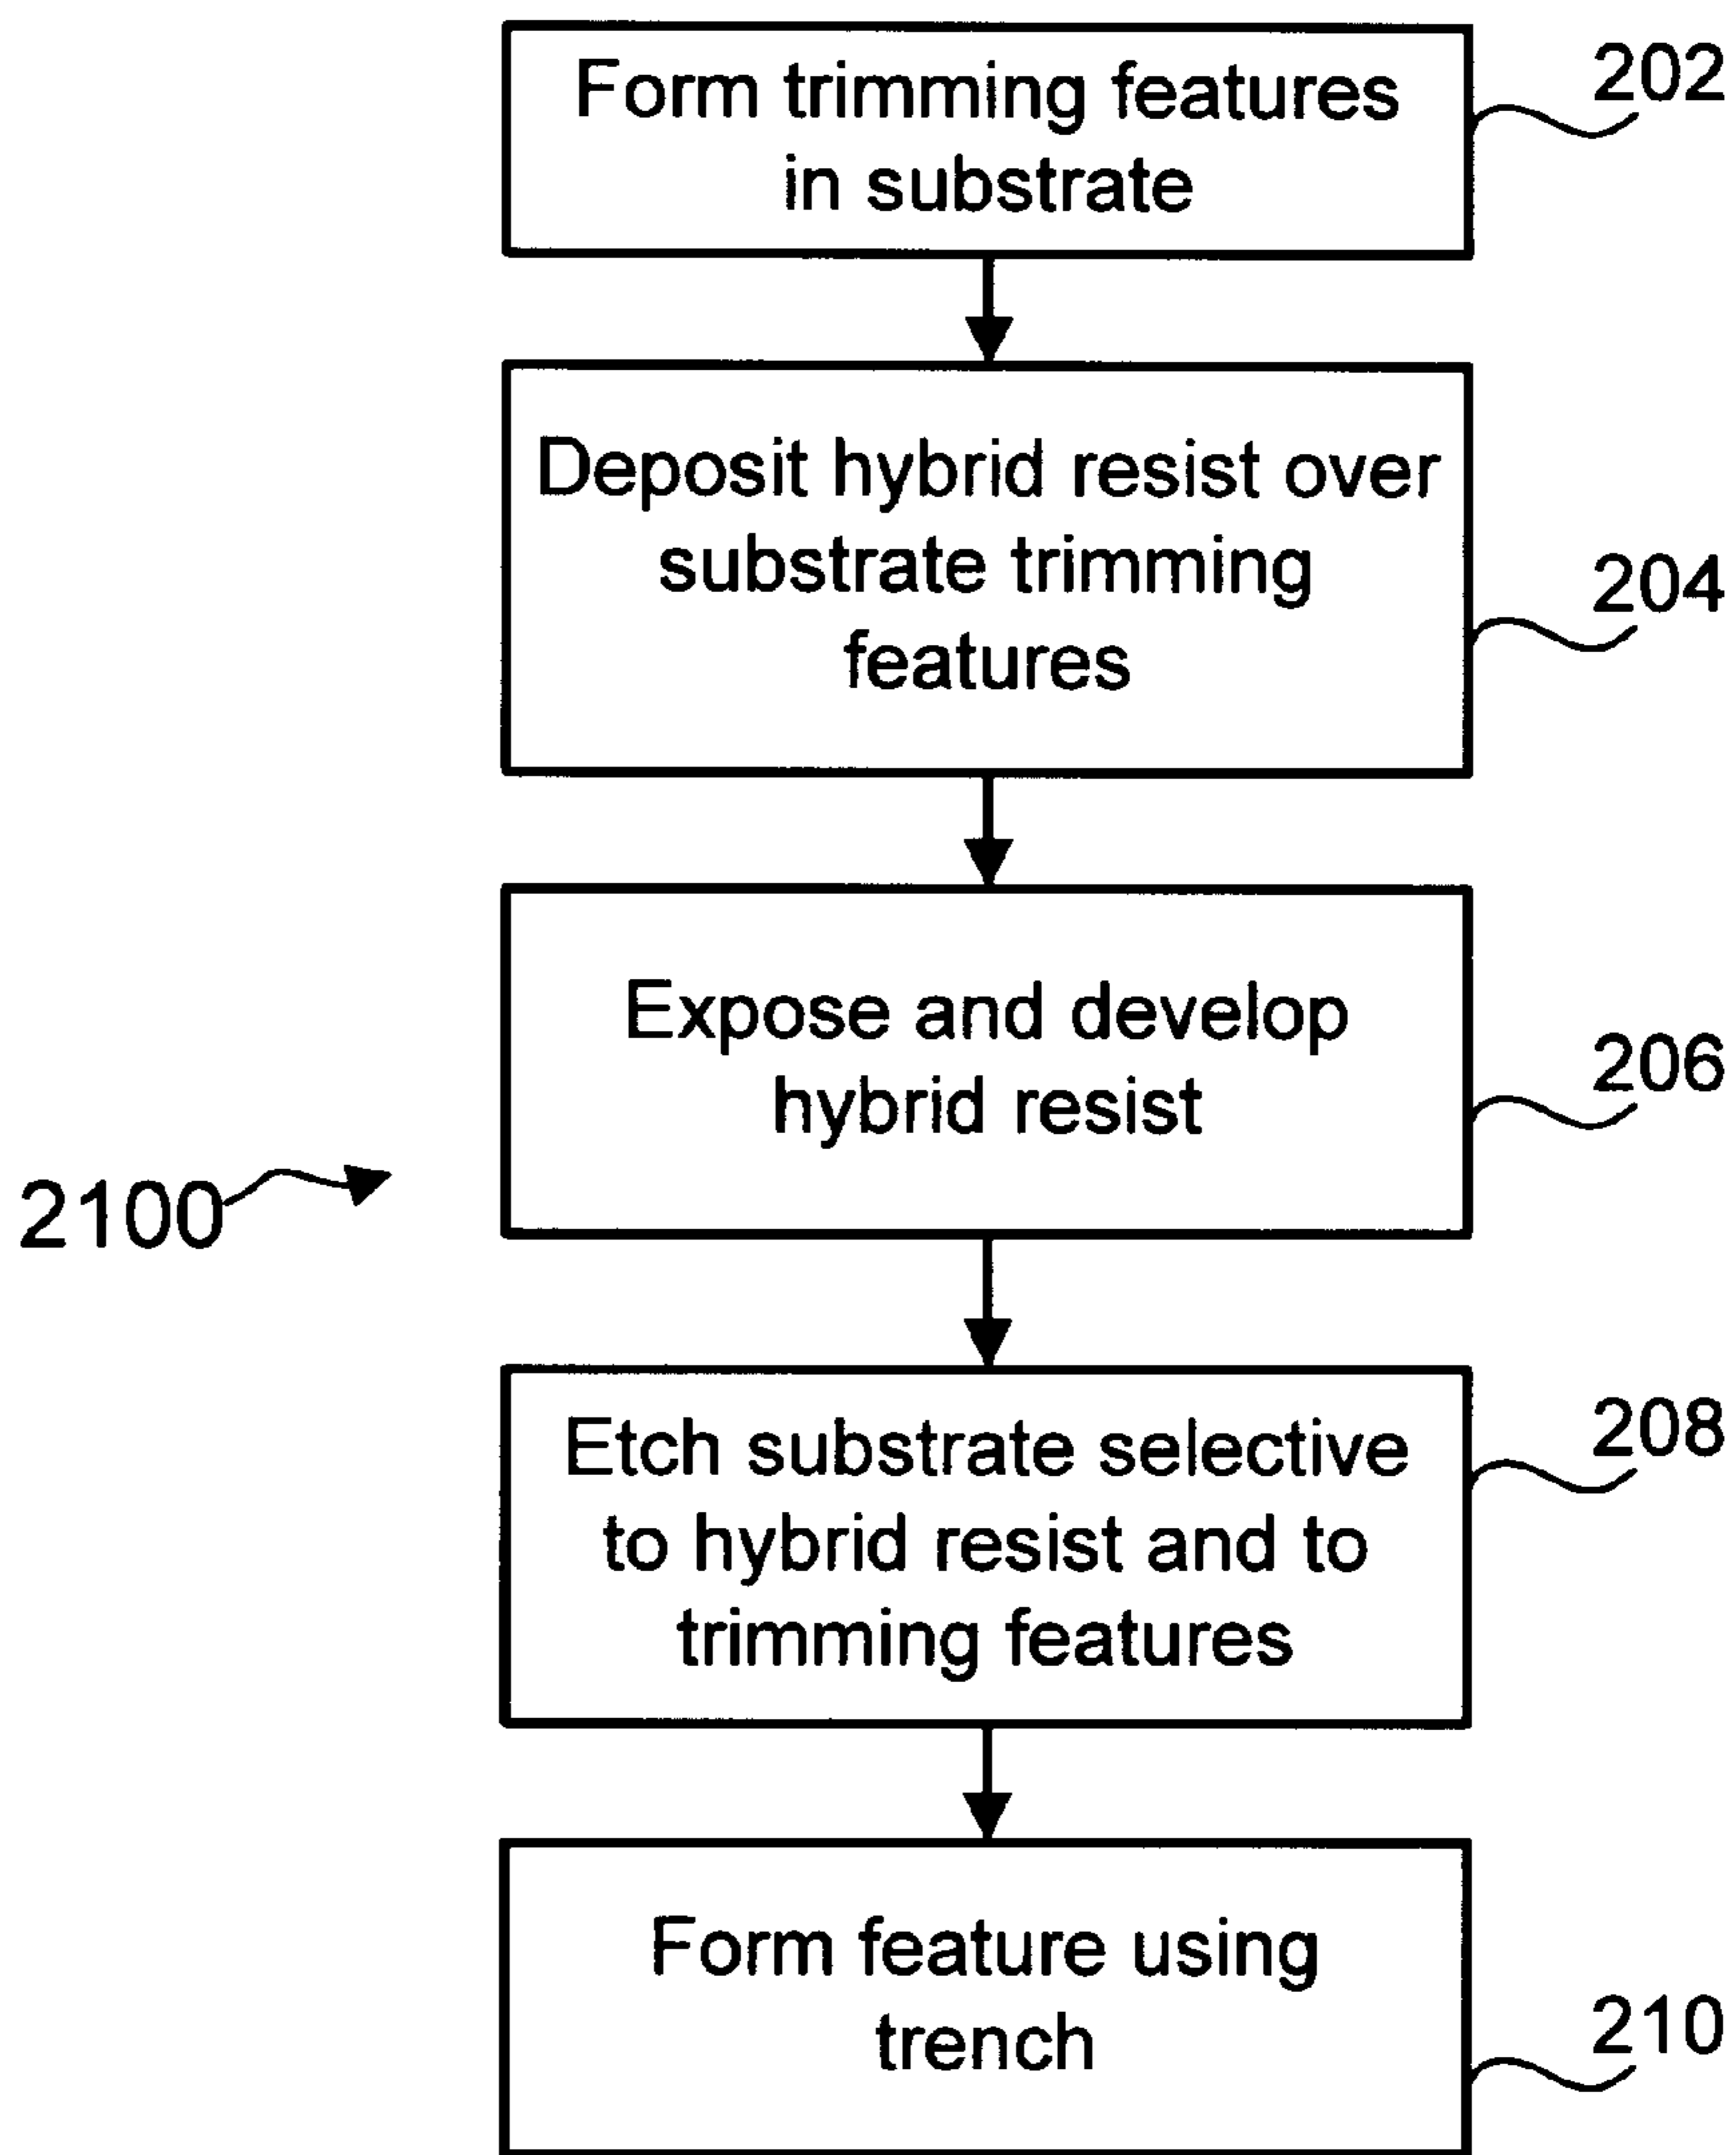 Form trimming features
in substrate
202
Deposit hybrid resist over
substrate trimming
features
204
Expose and develop
hybrid resist
206
2100
Etch substrate selective
to hybrid resist and to
trimming features
208
Form feature using
trench
210